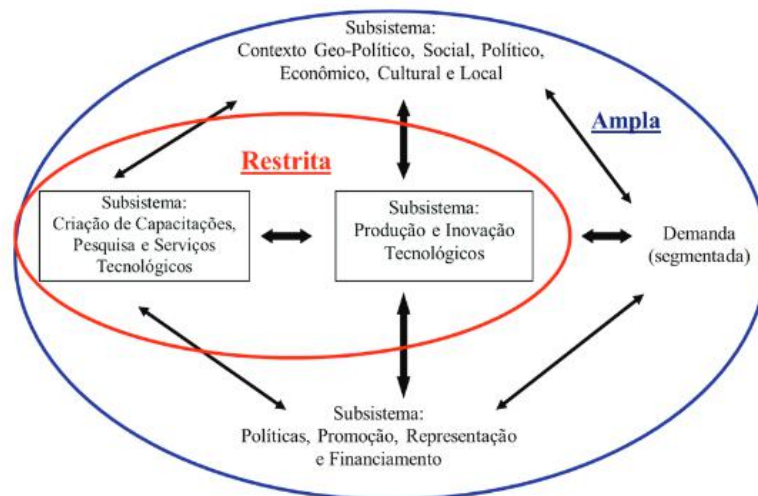 Subsistema:
Contexto Geo-Político, Social, Político,
Econômico, Cultural e Local
Ampla
Restrita
Subsistema:
Criação de Capacitações,
Pesquisa e Serviços
Tecnológicos
Subsistema:
Produção e Inovação
Tecnológicos
Demanda
(segmentada)
Subsistema:
Políticas, Promoção, Representação
e Financiamento